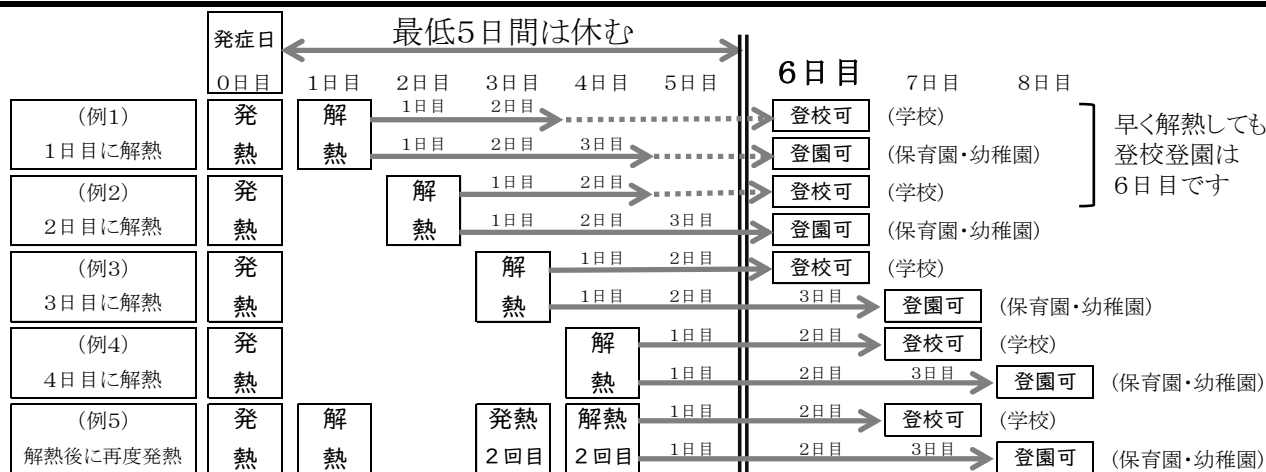 発症日 最低5日間は休む
0日目 1日目 2日目 3日目 4日目 5日目 6日目 7日目 8日目
(例1) 発 解 1日目 2日目 登校可 (学校)
1日目に解熱 熱 熱 1日目 2日目 3日目 登園可 (保育園・幼稚園)
早く解熱しても
登校登園は
6日目です
(例2) 発 解 1日目 2日目 登校可 (学校)
2日目に解熱 熱 熱 1日目 2日目 3日目 登園可 (保育園・幼稚園)
(例3) 発 解 1日目 2日目 登校可 (学校)
3日目に解熱 熱 熱 1日目 2日目 3日目 登園可 (保育園・幼稚園)
(例4) 発 解 1日目 2日目 登校可 (学校)
4日目に解熱 熱 熱 1日目 2日目 3日目 登園可 (保育園・幼稚園)
(例5) 発 解 発熱 解熱 1日目 2日目 登校可 (学校)
解熱後に再度発熱 熱 熱 2回目 2回目 1日目 2日目 3日目 登園可 (保育園・幼稚園)